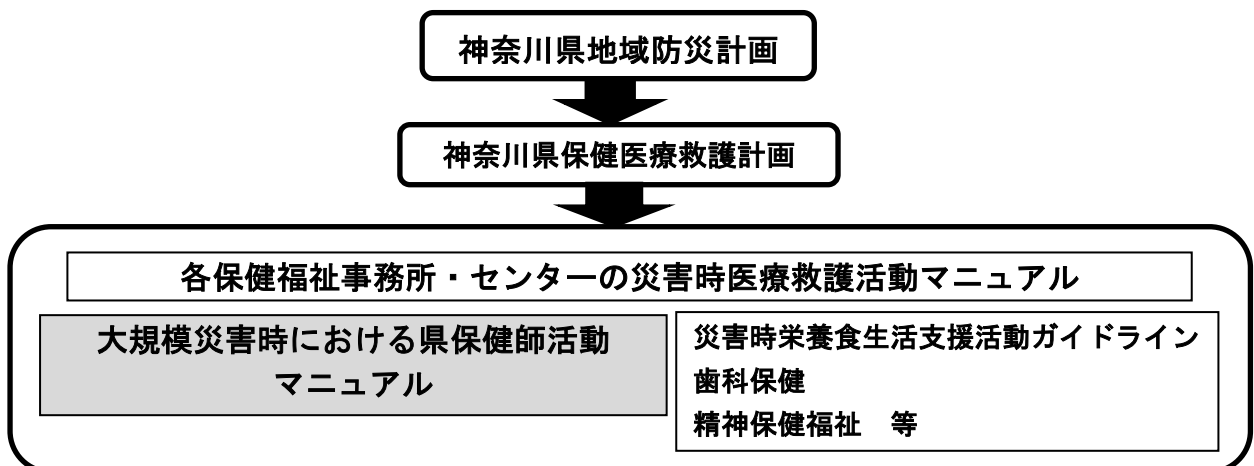 神奈川県地域防災計画
神奈川県保健医療救護計画
各保健福祉事務所・センターの災害時医療救護活動マニュアル
大規模災害時における県保健師活動
マニュアル
災害時栄養食生活支援活動ガイドライン
歯科保健
精神保健福祉　等